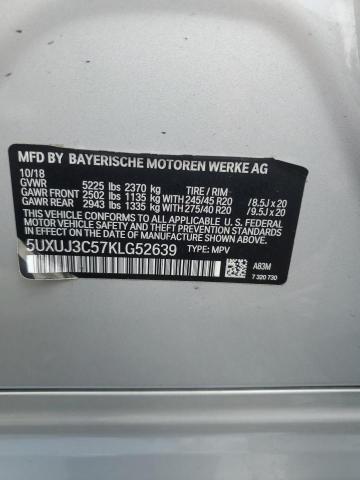 MFD BY BAYERISCHE MOTOREN WERKE AG
10/18
GVWR 5225 lbs 2370 kg TIRE / RIM
GAWR FRONT 2502 lbs 1135 kg WITH 245/45 R20 /8.5J x 20
GAWR REAR 2943 lbs 1335 kg WITH 275/40 R20 /9.5J x 20
THIS VEHICLE CONFORMS TO ALL APPLICABLE U.S. FEDERAL
MOTOR VEHICLE SAFETY STANDARDS IN EFFECT ON THE
DATE OF MANUFACTURE SHOWN ABOVE.
5UXUJ3C57KLG52639 TYPE: MPV
A83M
7 320 730